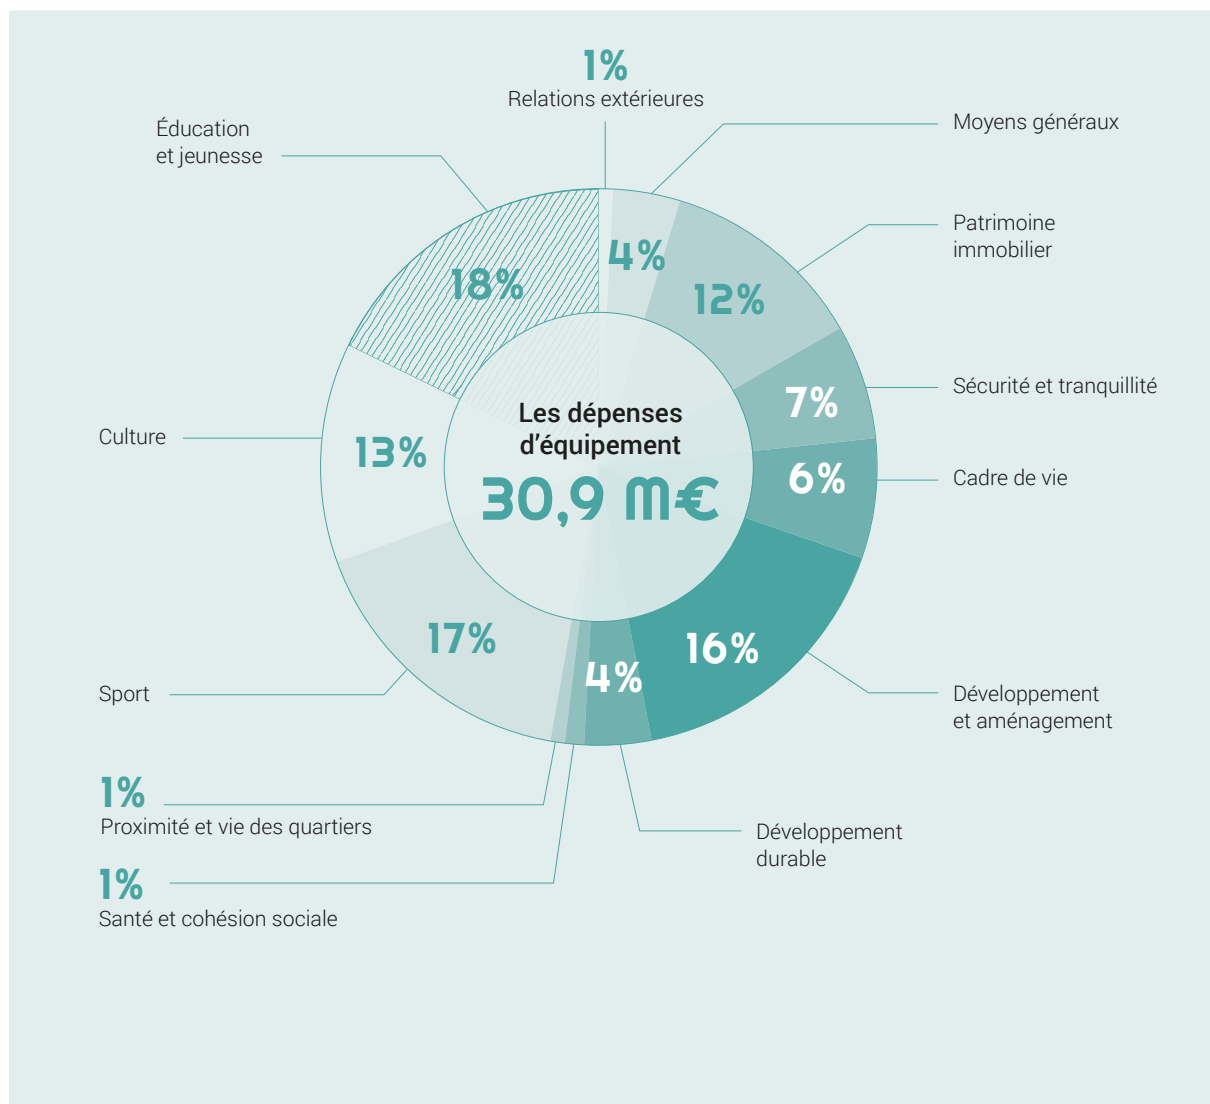 1%
Relations extérieures
Moyens généraux
4%
Patrimoine
immobilier
12%
Sécurité et tranquillité
7%
Cadre de vie
6%
Développement
et aménagement
16%
Développement
durable
4%
1%
Santé et cohésion sociale
1%
Proximité et vie des quartiers
Sport
17%
Culture
13%
Éducation
et jeunesse
18%
Les dépenses
d'équipement
30,9 M€